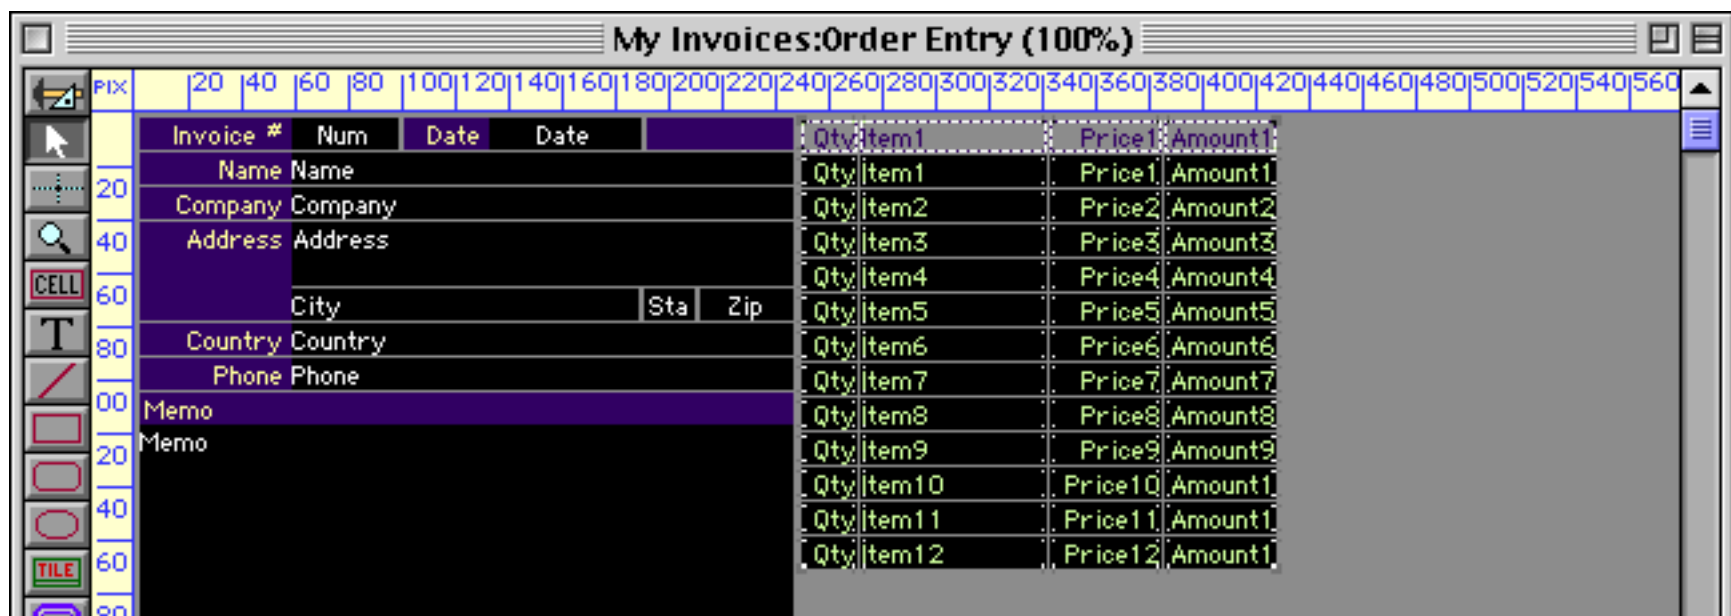 My Invoices:Order Entry (100%)
PIX 20 40 60 80 100 120 140 160 180 200 220 240 260 280 300 320 340 360 380 400 420 440 460 480 500 520 540 560
Invoice # Num Date Date Qty Item1 Price1 Amount1
Name Name Qty Item1 Price1 Amount1
20
Company Company Qty Item2 Price2 Amount2
40 Address Address Qty Item3 Price3 Amount3
CELL Qty Item4 Price4 Amount4
60 City Sta Zip Qty Item5 Price5 Amount5
T 80 Country Country Qty Item6 Price6 Amount6
Phone Phone Qty Item7 Price7 Amount7
00 Memo Qty Item8 Price8 Amount8
20 Memo Qty Item9 Price9 Amount9
Qty Item10 Price10 Amount1
40 Qty Item11 Price11 Amount1
TILE 60 Qty Item12 Price12 Amount1
80